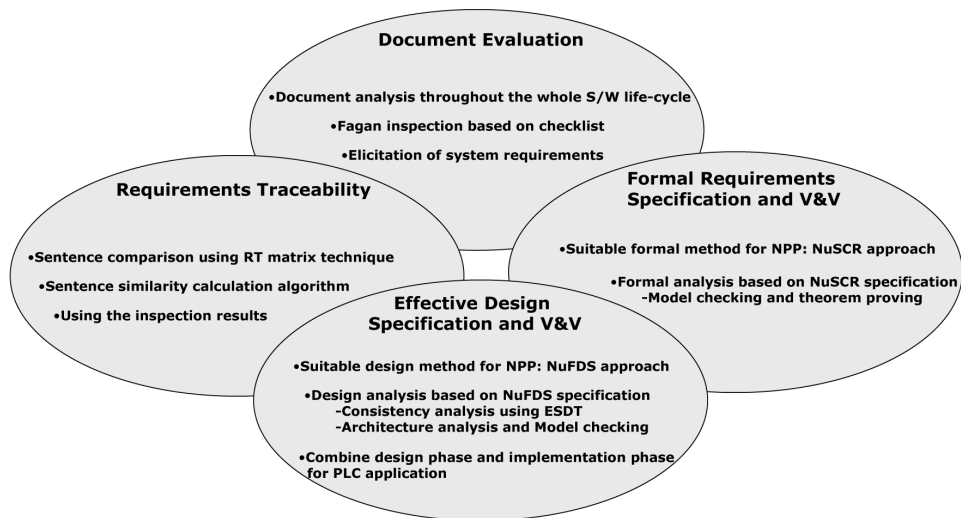 Document Evaluation
•Document analysis throughout the whole S/W life-cycle
•Fagan inspection based on checklist
•Elicitation of system requirements
Requirements Traceability
•Sentence comparison using RT matrix technique
•Sentence similarity calculation algorithm
•Using the inspection results
Formal Requirements
Specification and V&V
•Suitable formal method for NPP: NuSCR approach
•Formal analysis based on NuSCR specification
-Model checking and theorem proving
Effective Design
Specification and V&V
•Suitable design method for NPP: NuFDS approach
•Design analysis based on NuFDS specification
-Consistency analysis using ESDT
-Architecture analysis and Model checking
•Combine design phase and implementation phase
for PLC application